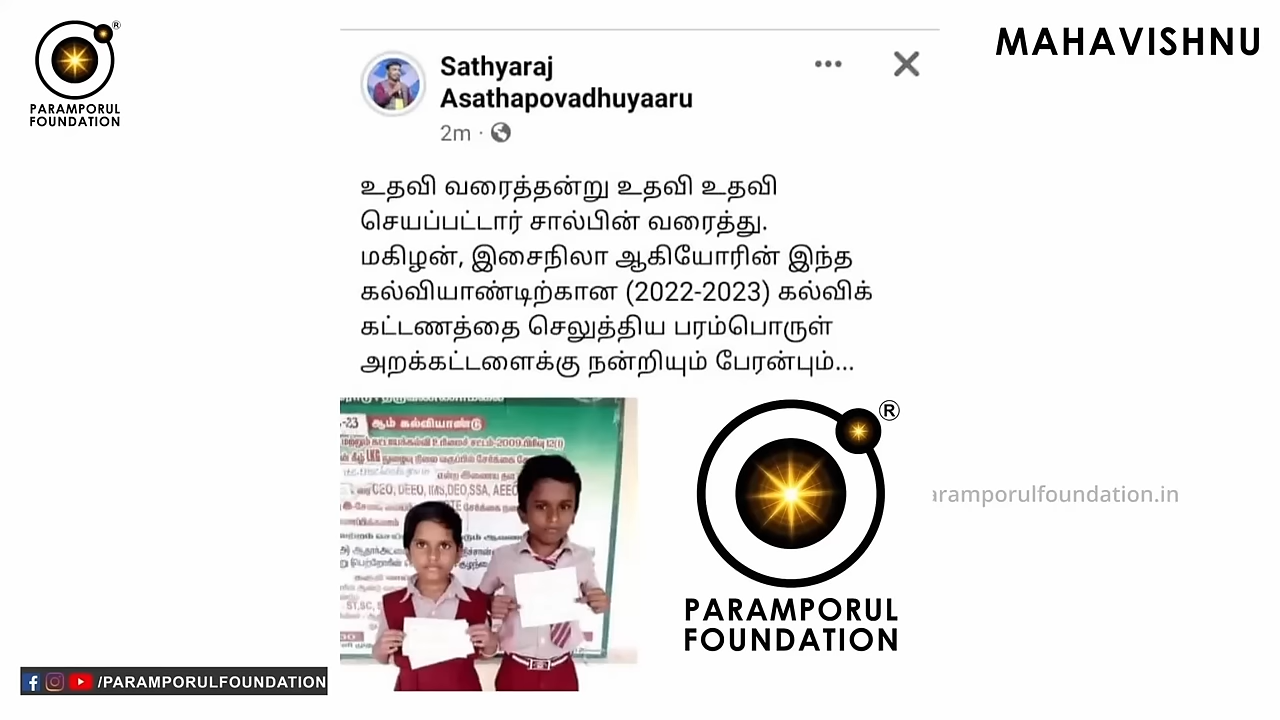 PARAMPORUL
FOUNDATION
®
MAHAVISHNU
Sathyaraj
Asathapovadhuyaaru
2m ·
உதவி வரைத்தன்று உதவி உதவி
செயப்பட்டார் சால்பின் வரைத்து.
மகிழன், இசைநிலா ஆகியோரின் இந்த
கல்வியாண்டிற்கான (2022-2023) கல்விக்
கட்டணத்தை செலுத்திய பரம்பொருள்
அறக்கட்டளைக்கு நன்றியும் பேரன்பும்...
-23 ஆம் கல்வியாண்டு
CEO, DEEO, IMS,DEO,SSA, AEEO
®
PARAMPORUL
FOUNDATION
aramporulfoundation.in
/PARAMPORULFOUNDATION